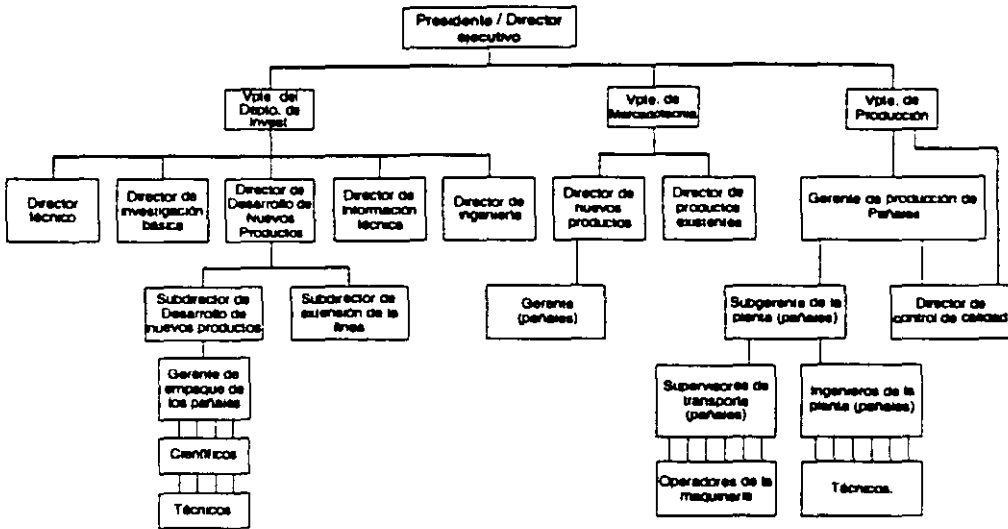 Presidente / Director
ejecutivo
Vpte. del
Depto. de
Invest
Vpte. de
Mercadotecnia
Vpte. de
Producción
Director
técnico
Director de
investigación
básica
Director de
Desarrollo de
Nuevos
Productos
Director de
información
técnica
Director de
ingeniería
Director de
nuevos
productos
Director de
productos
existentes
Gerente de producción de
Pañales
Subdirector de
Desarrollo de
nuevos productos
Subdirector de
extensión de la
línea
Gerente
(pañales)
Subgerente de la
planta (pañales)
Director de
control de calidad
Gerente de
empaque de
los pañales
Supervisores de
transporte
(pañales)
Ingenieros de la
planta (pañales)
Científicos
Operadores de la
maquinaria
Técnicos.
Técnicos